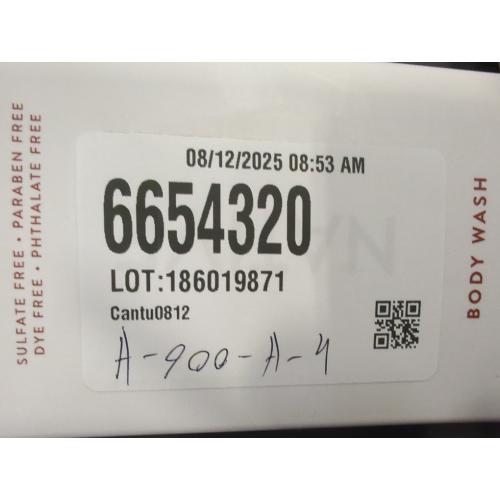 SULFATE FREE • PARABEN FREE
DYE FREE • PHTHALATE FREE
08/12/2025 08:53 AM
6654320
LOT:186019871
Cantu0812
A-900-A-4
BODY WASH